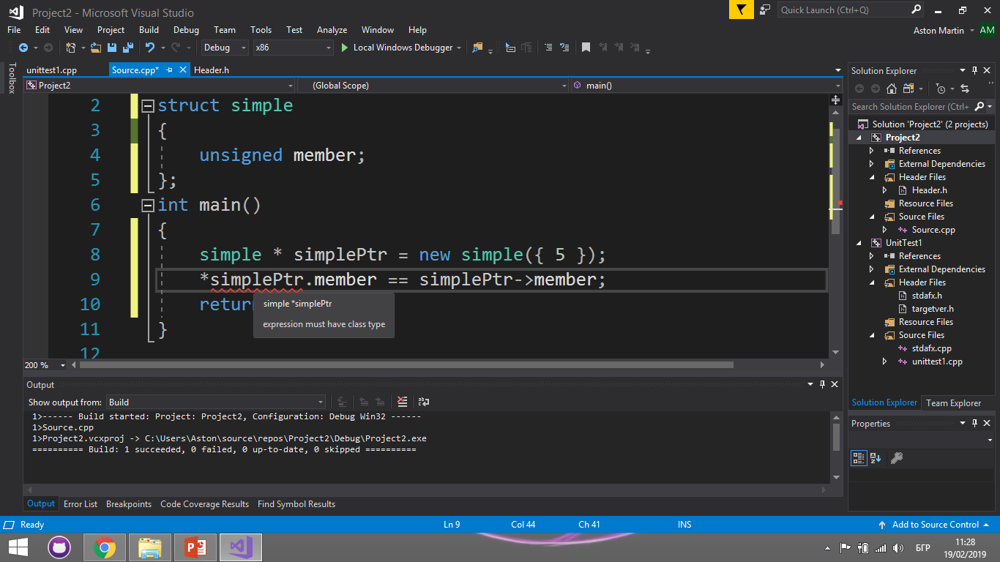 Project2 - Microsoft Visual Studio
Quick Launch (Ctrl+Q)
File Edit View Project Build Debug Team Tools Test Analyze Window Help
Aston Martin AM
Debug x86 Local Windows Debugger
Toolbox
unittest1.cpp Source.cpp* Header.h
Project2 (Global Scope) main()
2 struct simple
3 {
4 unsigned member;
5 };
6 int main()
7 {
8 simple * simplePtr = new simple({ 5 });
9 *simplePtr.member == simplePtr->member;
10 retur
simple *simplePtr
expression must have class type
11 }
12
200 %
Output
Show output from: Build
1>------ Build started: Project: Project2, Configuration: Debug Win32 ------
1>Source.cpp
1>Project2.vcxproj -> C:\Users\Aston\source\repos\Project2\Debug\Project2.exe
========== Build: 1 succeeded, 0 failed, 0 up-to-date, 0 skipped ==========
Output Error List Breakpoints Code Coverage Results Find Symbol Results
Solution Explorer
Search Solution Explorer (Ctrl+
Solution 'Project2' (2 projects)
Project2
References
External Dependencies
Header Files
Header.h
Resource Files
Source Files
Source.cpp
UnitTest1
References
External Dependencies
Header Files
stdafx.h
targetver.h
Resource Files
Source Files
stdafx.cpp
unittest1.cpp
Solution Explorer Team Explorer
Properties
Ready Ln 9 Col 44 Ch 41 INS Add to Source Control
БГР
11:28
19/02/2019